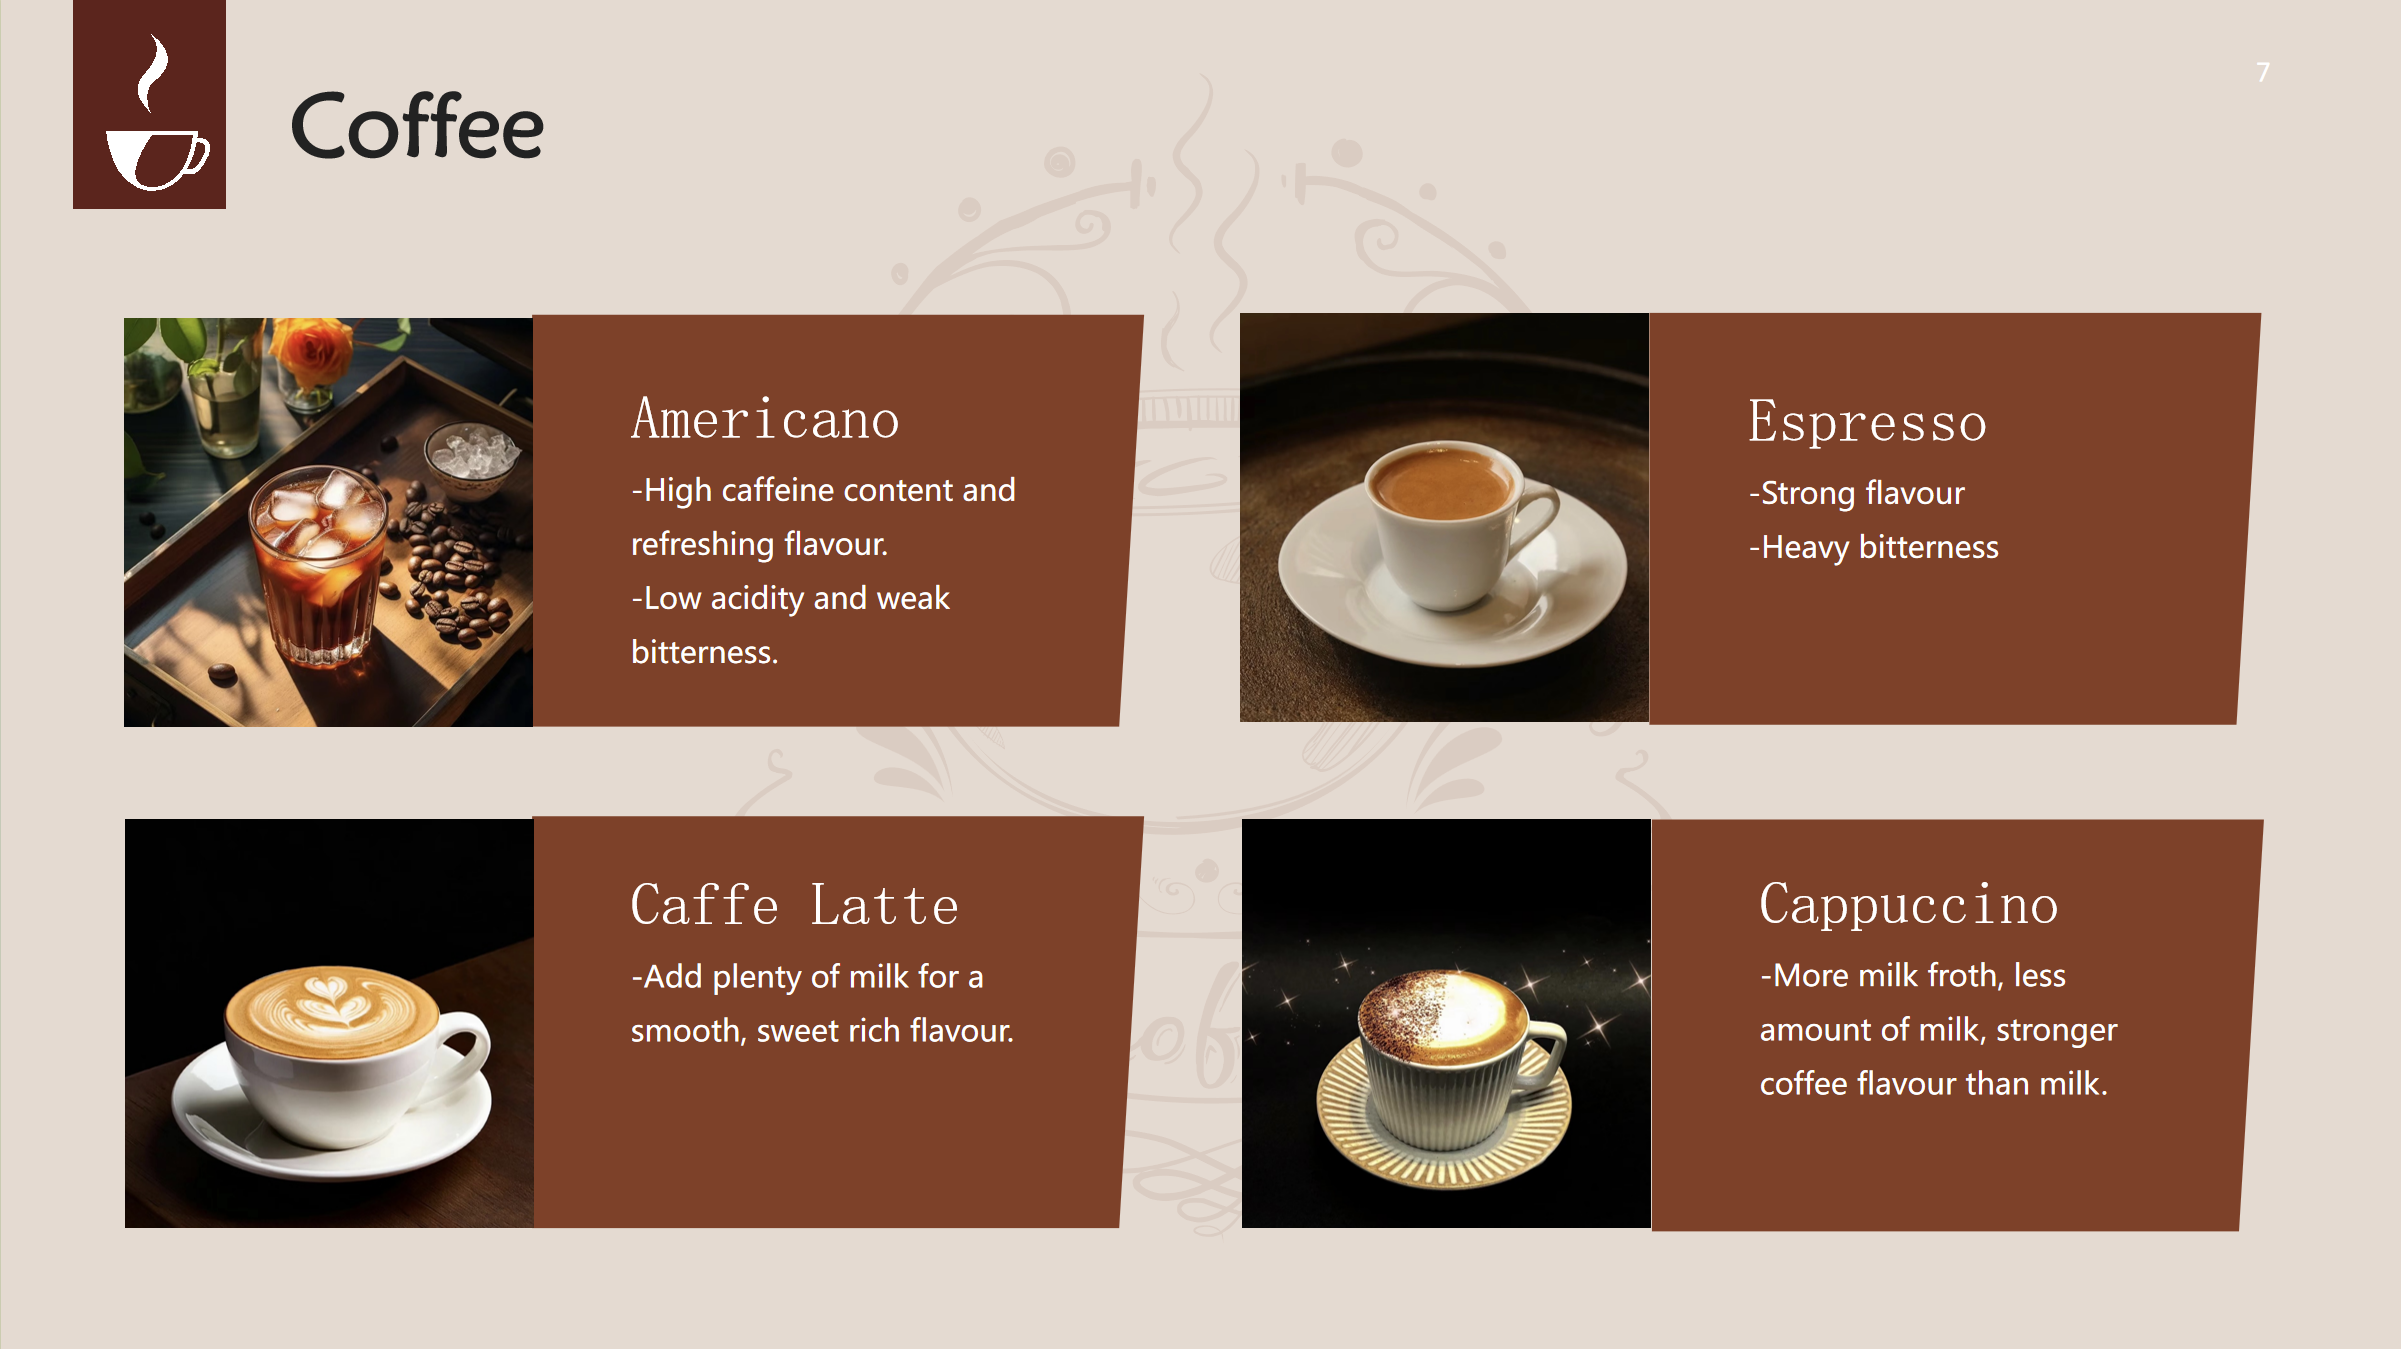 Coffee
7
Americano
-High caffeine content and
refreshing flavour.
-Low acidity and weak
bitterness.
Espresso
-Strong flavour
-Heavy bitterness
Caffe Latte
-Add plenty of milk for a
smooth, sweet rich flavour.
Cappuccino
-More milk froth, less
amount of milk, stronger
coffee flavour than milk.